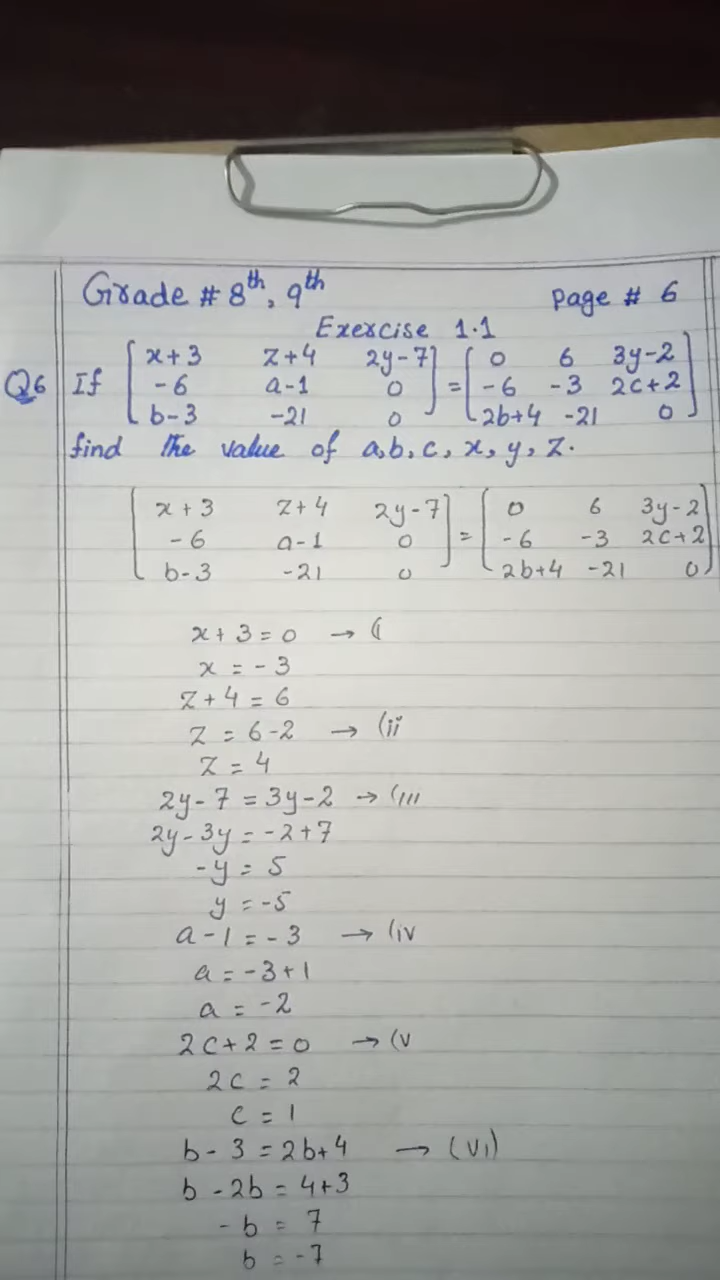 Grade # 8th, 9th Page # 6
Exercise 1.1
Q6 If [ x+3 z+4 2y-7 ] = [ 0 6 3y-2 ]
-6 a-1 0 -6 -3 2c+2
b-3 -21 0 2b+4 -21 0
find the value of a,b,c,x,y,z.
[ x+3 z+4 2y-7 ] = [ 0 6 3y-2 ]
-6 a-1 0 -6 -3 2c+2
b-3 -21 0 2b+4 -21 0
x+3=0 → (i
x = -3
z+4 = 6
z = 6-2 → (ii
z = 4
2y-7 = 3y-2 → (iii
2y-3y = -2+7
-y = 5
y = -5
a-1 = -3 → (iv
a = -3+1
a = -2
2c+2 = 0 → (v
2c = 2
c = 1
b-3 = 2b+4 → (vi)
b-2b = 4+3
-b = 7
b = -7